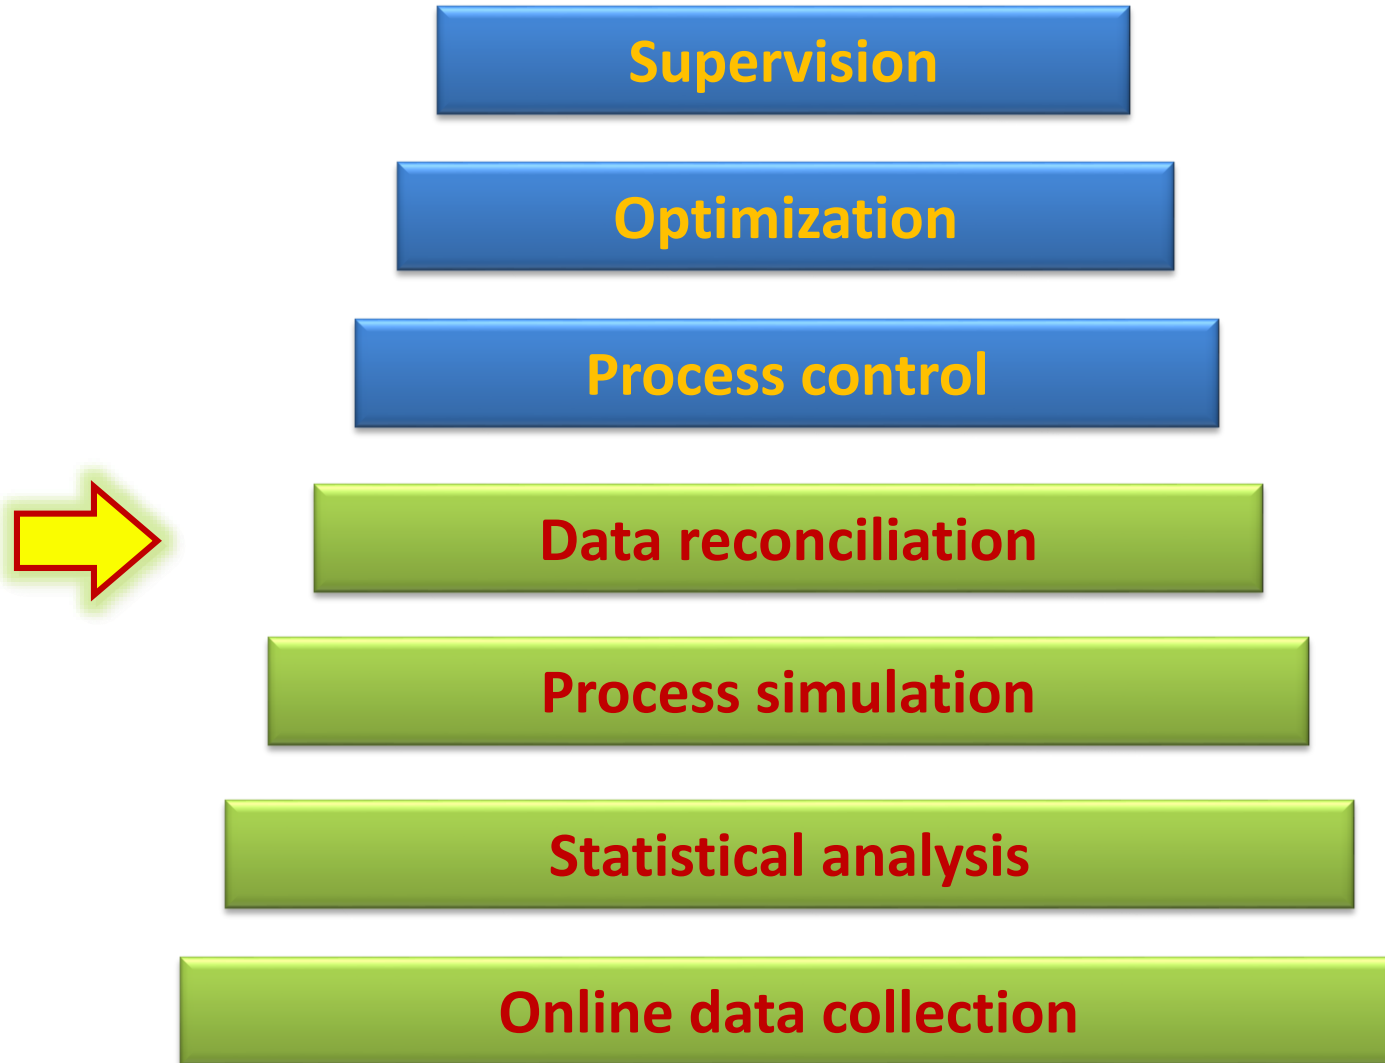 Supervision
Optimization
Process control
Data reconciliation
Process simulation
Statistical analysis
Online data collection